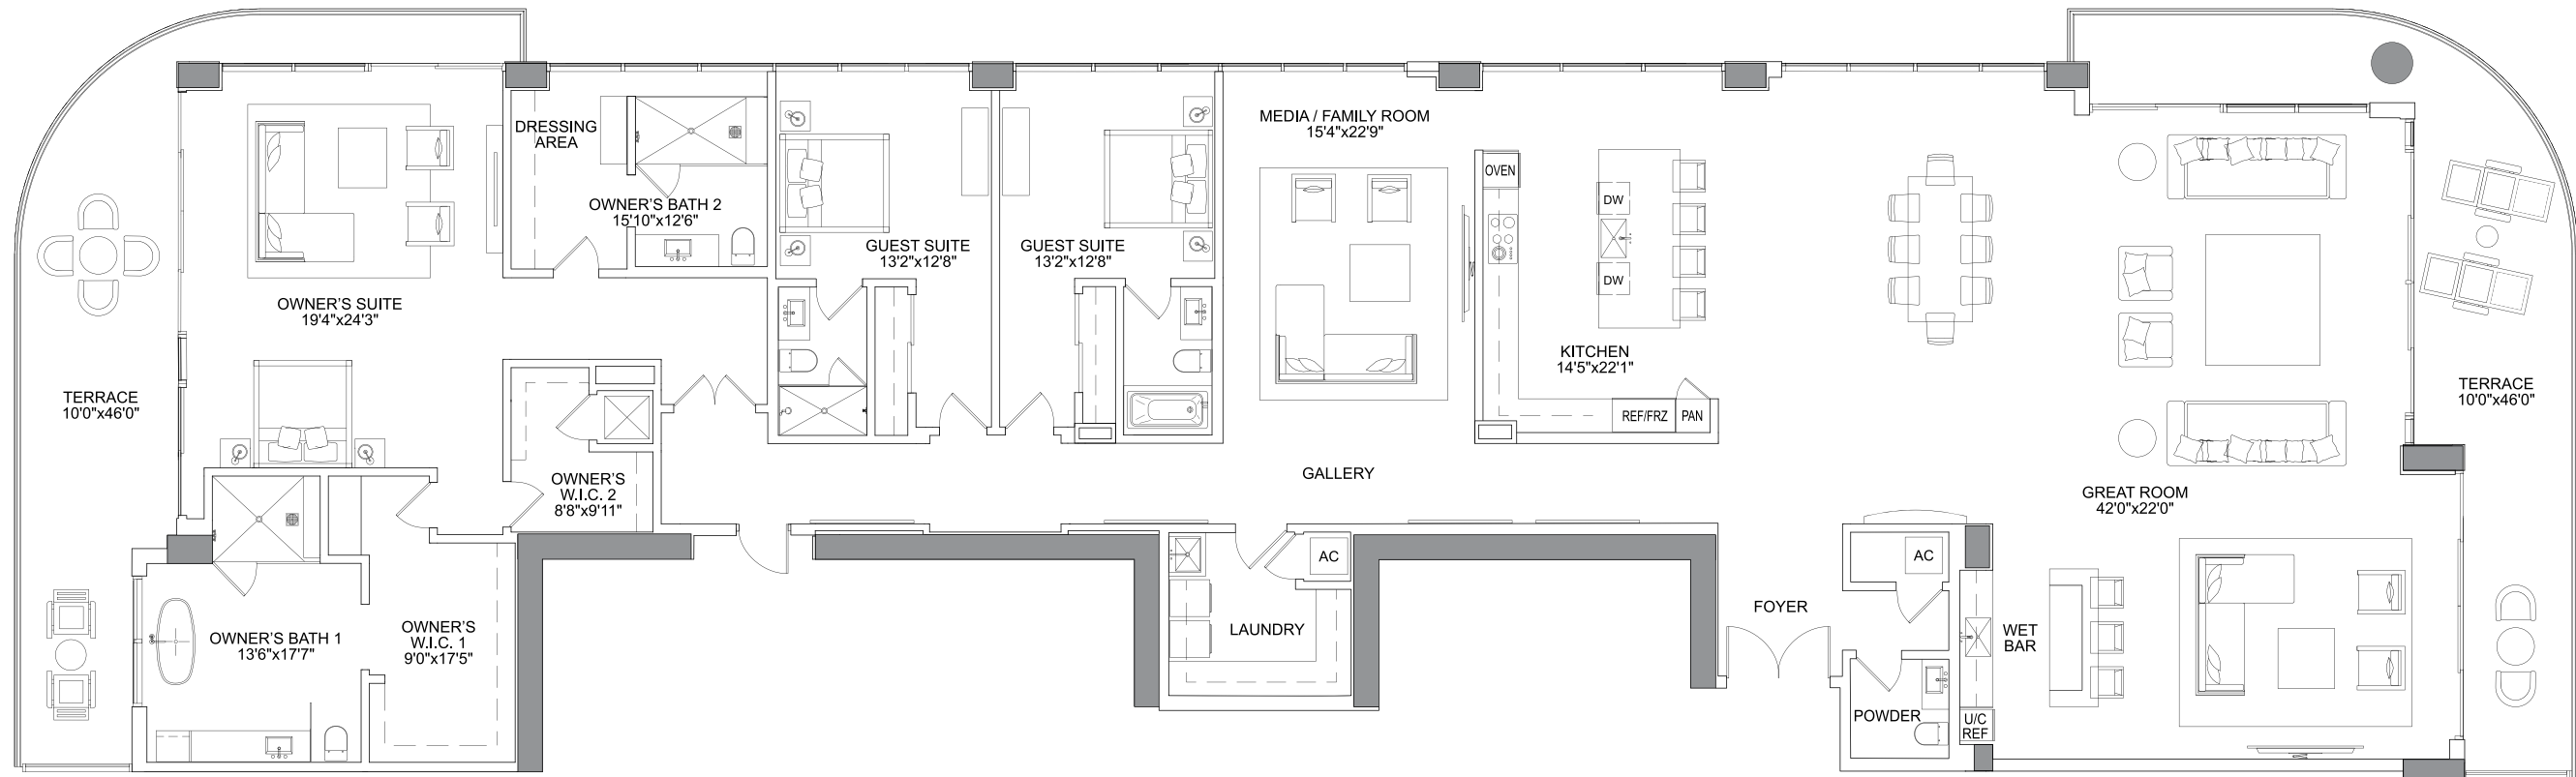 DRESSING
AREA
OWNER'S BATH 2
15'10"x12'6"
OWNER'S SUITE
19'4"x24'3"
TERRACE
10'0"x46'0"
GUEST SUITE
13'2"x12'8"
GUEST SUITE
13'2"x12'8"
MEDIA / FAMILY ROOM
15'4"x22'9"
OVEN
DW
DW
KITCHEN
14'5"x22'1"
REF/FRZ
PAN
TERRACE
10'0"x46'0"
OWNER'S
W.I.C. 2
8'8"x9'11"
GALLERY
GREAT ROOM
42'0"x22'0"
OWNER'S BATH 1
13'6"x17'7"
OWNER'S
W.I.C. 1
9'0"x17'5"
AC
LAUNDRY
FOYER
AC
WET
BAR
POWDER
U/C
REF